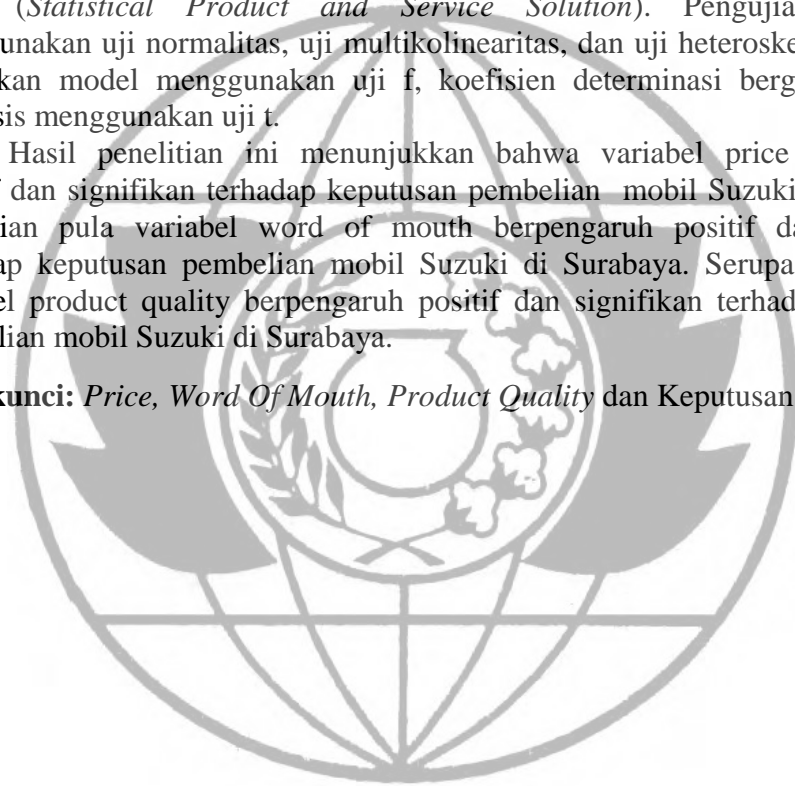 (Statistical Product and Service Solution). Pengujia
unakan uji normalitas, uji multikolinearitas, dan uji heteroske
kan model menggunakan uji f, koefisien determinasi berg
sis menggunakan uji t.
Hasil penelitian ini menunjukkan bahwa variabel price
dan signifikan terhadap keputusan pembelian mobil Suzuki
ian pula variabel word of mouth berpengaruh positif da
ap keputusan pembelian mobil Suzuki di Surabaya. Serupa
el product quality berpengaruh positif dan signifikan terhad
lian mobil Suzuki di Surabaya.
kunci: Price, Word Of Mouth, Product Quality dan Keputusan